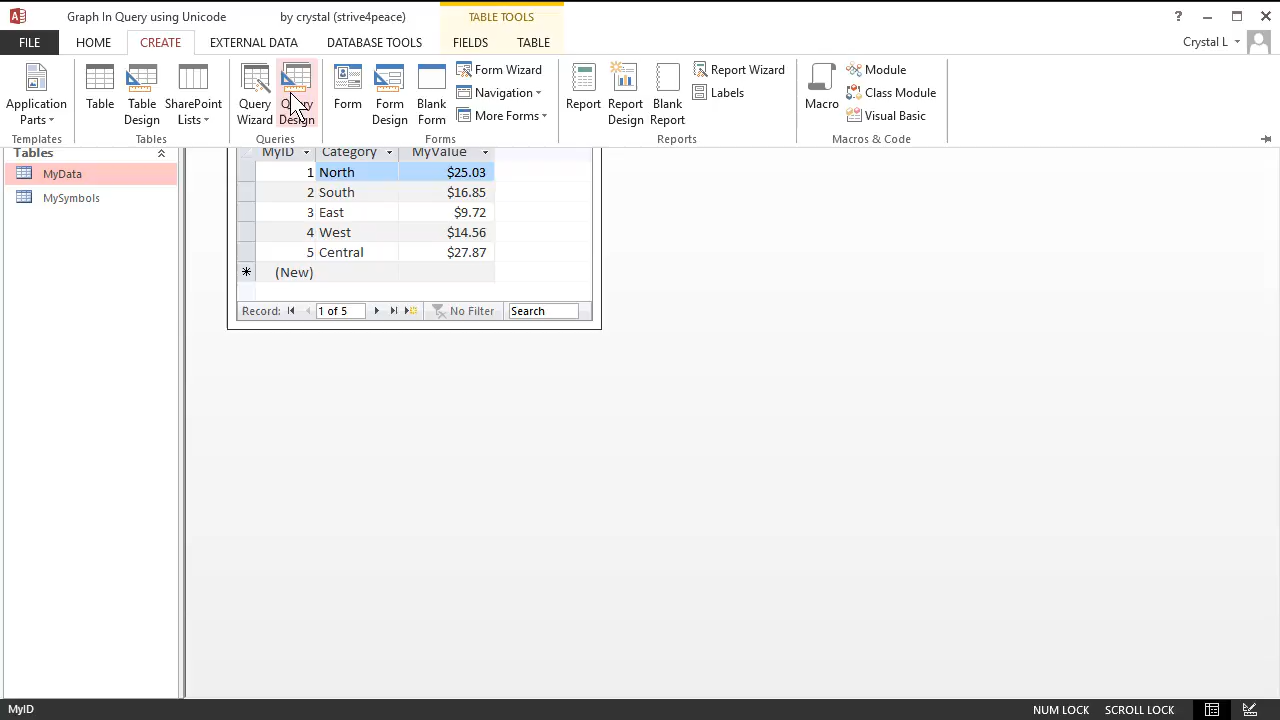 Graph In Query using Unicode by crystal (strive4peace) TABLE TOOLS ?
FILE HOME CREATE EXTERNAL DATA DATABASE TOOLS FIELDS TABLE Crystal L
Application Parts
Table
Table Design
SharePoint Lists
Query Wizard
Query Design
Form
Form Design
Blank Form
Form Wizard
Navigation
More Forms
Report
Report Design
Blank Report
Report Wizard
Labels
Macro
Module
Class Module
Visual Basic
Templates Tables Queries Forms Reports Macros & Code
Tables
MyData
MySymbols
MyID Category MyValue
1 North $25.03
2 South $16.85
3 East $9.72
4 West $14.56
5 Central $27.87
(New)
Record: 1 of 5 No Filter Search
MyID NUM LOCK SCROLL LOCK